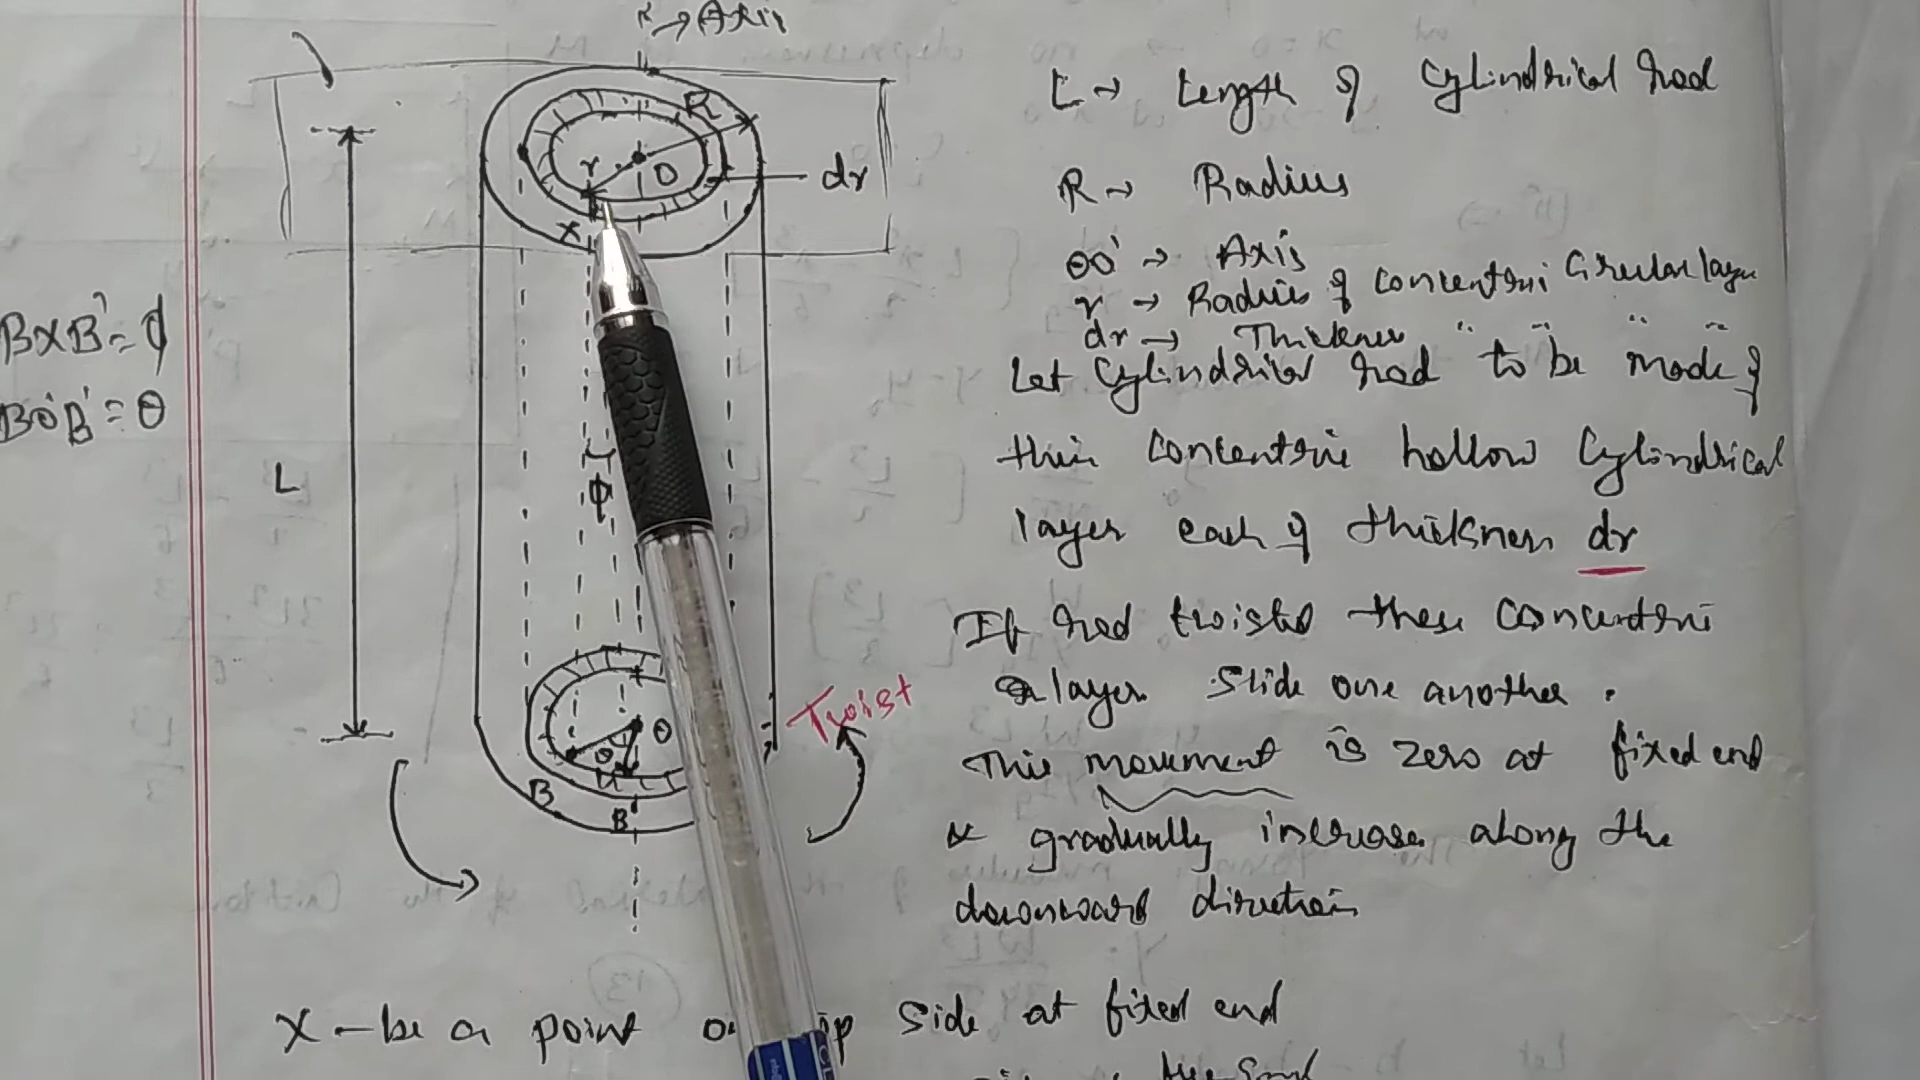 → Axis
R
r
O
dr
X
L
ϕ
BXB' = ϕ
BO'B' = θ
Twist
θ
B
B'
L → Length of Cylindrical rod
R → Radius
OO' → Axis
r → Radius of concentric Circular layer
dr → Thickness " " " "
Let Cylindrical rod to be made of
thin concentric hollow Cylindrical
layer each of thickness dr
If rod twisted these concentric
layer slide one another.
This movement is zero at fixed end
& gradually increase along the
downward direction
X - be a point side at fixed end